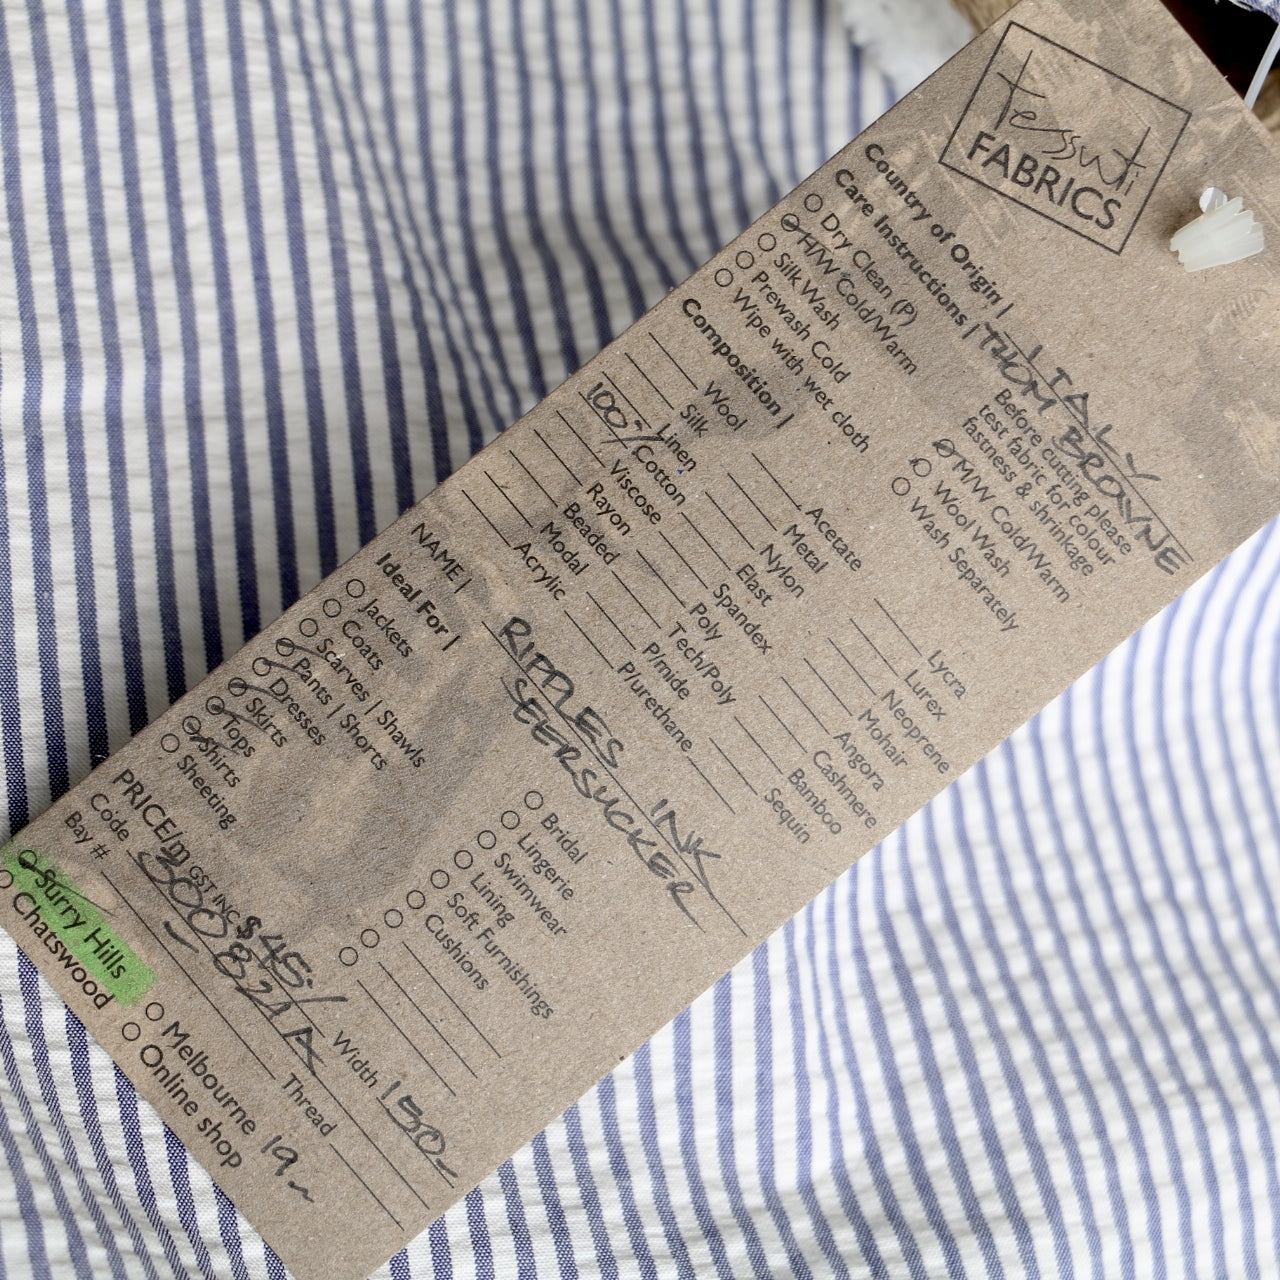 tessuti
FABRICS
Country of Origin | ITALY
Care Instructions | THOM BROWNE
Dry Clean (P)
H/W Cold/Warm
Silk Wash
Prewash Cold
Wipe with wet cloth
Before cutting please
test fabric for colour
fastness & shrinkage
M/W Cold/Warm
Wool Wash
Wash Separately
Composition |
Wool
Silk
Linen
100% Cotton
Viscose
Rayon
Beaded
Modal
Acrylic
Acetate
Metal
Nylon
Elast
Spandex
Poly
Tech/Poly
P/mide
P/urethane
Lycra
Lurex
Neoprene
Mohair
Angora
Cashmere
Bamboo
Sequin
NAME | RIPPLES INK
SEERSUCKER
Ideal For |
Jackets
Coats
Scarves | Shawls
Pants | Shorts
Dresses
Skirts
Tops
Shirts
Sheeting
Bridal
Lingerie
Swimwear
Lining
Soft Furnishings
Cushions
PRICE/m GST INC $45/ Width 150-
Code 300821A
Bay # Thread
Surry Hills
Chatswood
Melbourne 19
Online shop